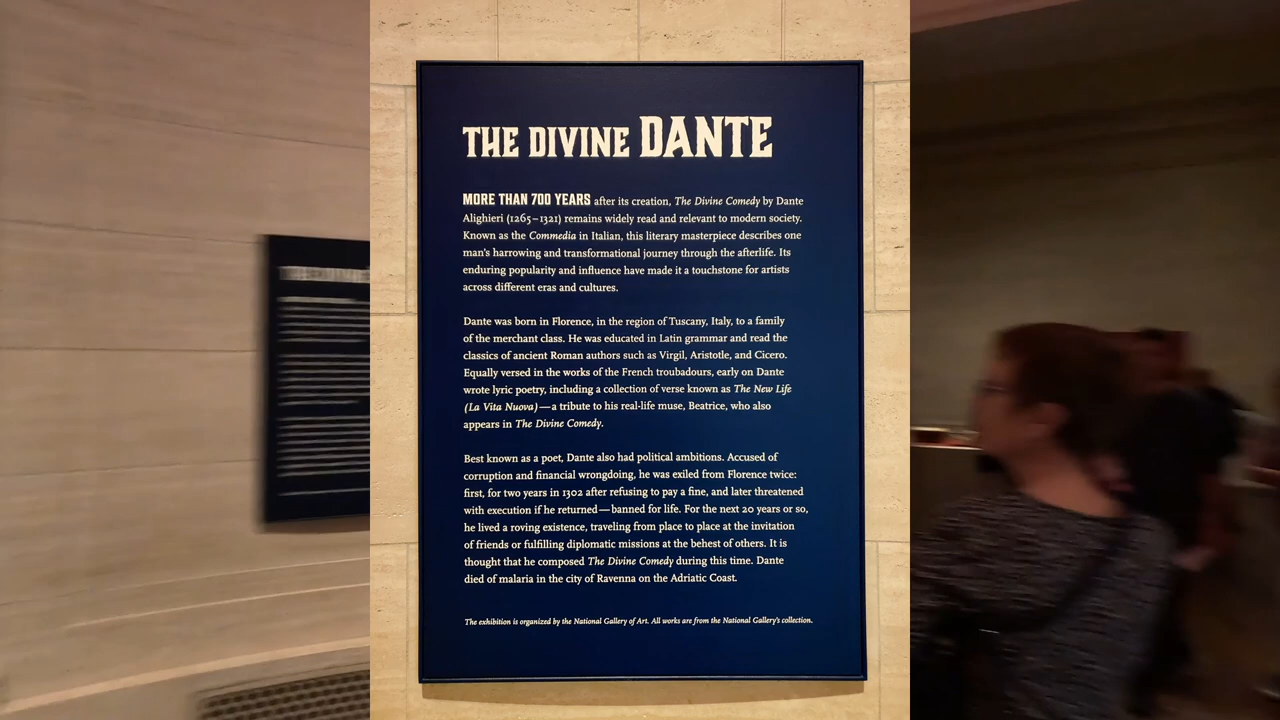 THE DIVINE DANTE
MORE THAN 700 YEARS after its creation, The Divine Comedy by Dante
Alighieri (1265–1321) remains widely read and relevant to modern society.
Known as the Commedia in Italian, this literary masterpiece describes one
man's harrowing and transformational journey through the afterlife. Its
enduring popularity and influence have made it a touchstone for artists
across different eras and cultures.
Dante was born in Florence, in the region of Tuscany, Italy, to a family
of the merchant class. He was educated in Latin grammar and read the
classics of ancient Roman authors such as Virgil, Aristotle, and Cicero.
Equally versed in the works of the French troubadours, early on Dante
wrote lyric poetry, including a collection of verse known as The New Life
(La Vita Nuova)—a tribute to his real-life muse, Beatrice, who also
appears in The Divine Comedy.
Best known as a poet, Dante also had political ambitions. Accused of
corruption and financial wrongdoing, he was exiled from Florence twice:
first, for two years in 1302 after refusing to pay a fine, and later threatened
with execution if he returned—banned for life. For the next 20 years or so,
he lived a roving existence, traveling from place to place at the invitation
of friends or fulfilling diplomatic missions at the behest of others. It is
thought that he composed The Divine Comedy during this time. Dante
died of malaria in the city of Ravenna on the Adriatic Coast.
The exhibition is organized by the National Gallery of Art. All works are from the National Gallery's collection.